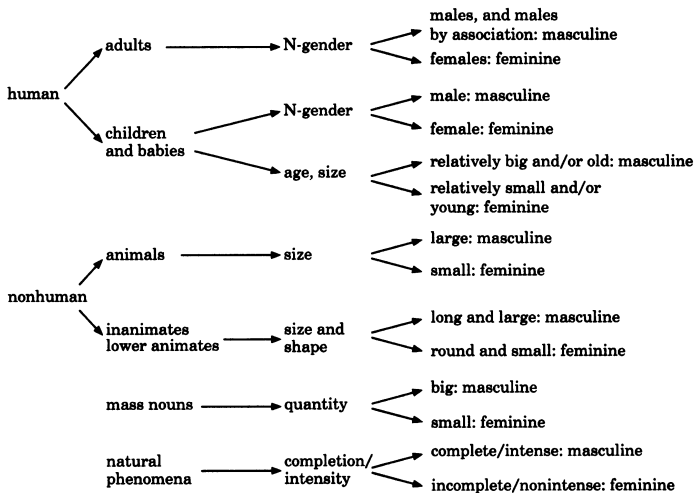 human
adults
N-gender
males, and males
by association: masculine
females: feminine
children
and babies
N-gender
male: masculine
female: feminine
age, size
relatively big and/or old: masculine
relatively small and/or
young: feminine
nonhuman
animals
size
large: masculine
small: feminine
inanimates
lower animates
size and
shape
long and large: masculine
round and small: feminine
mass nouns
quantity
big: masculine
small: feminine
natural
phenomena
completion/
intensity
complete/intense: masculine
incomplete/nonintense: feminine